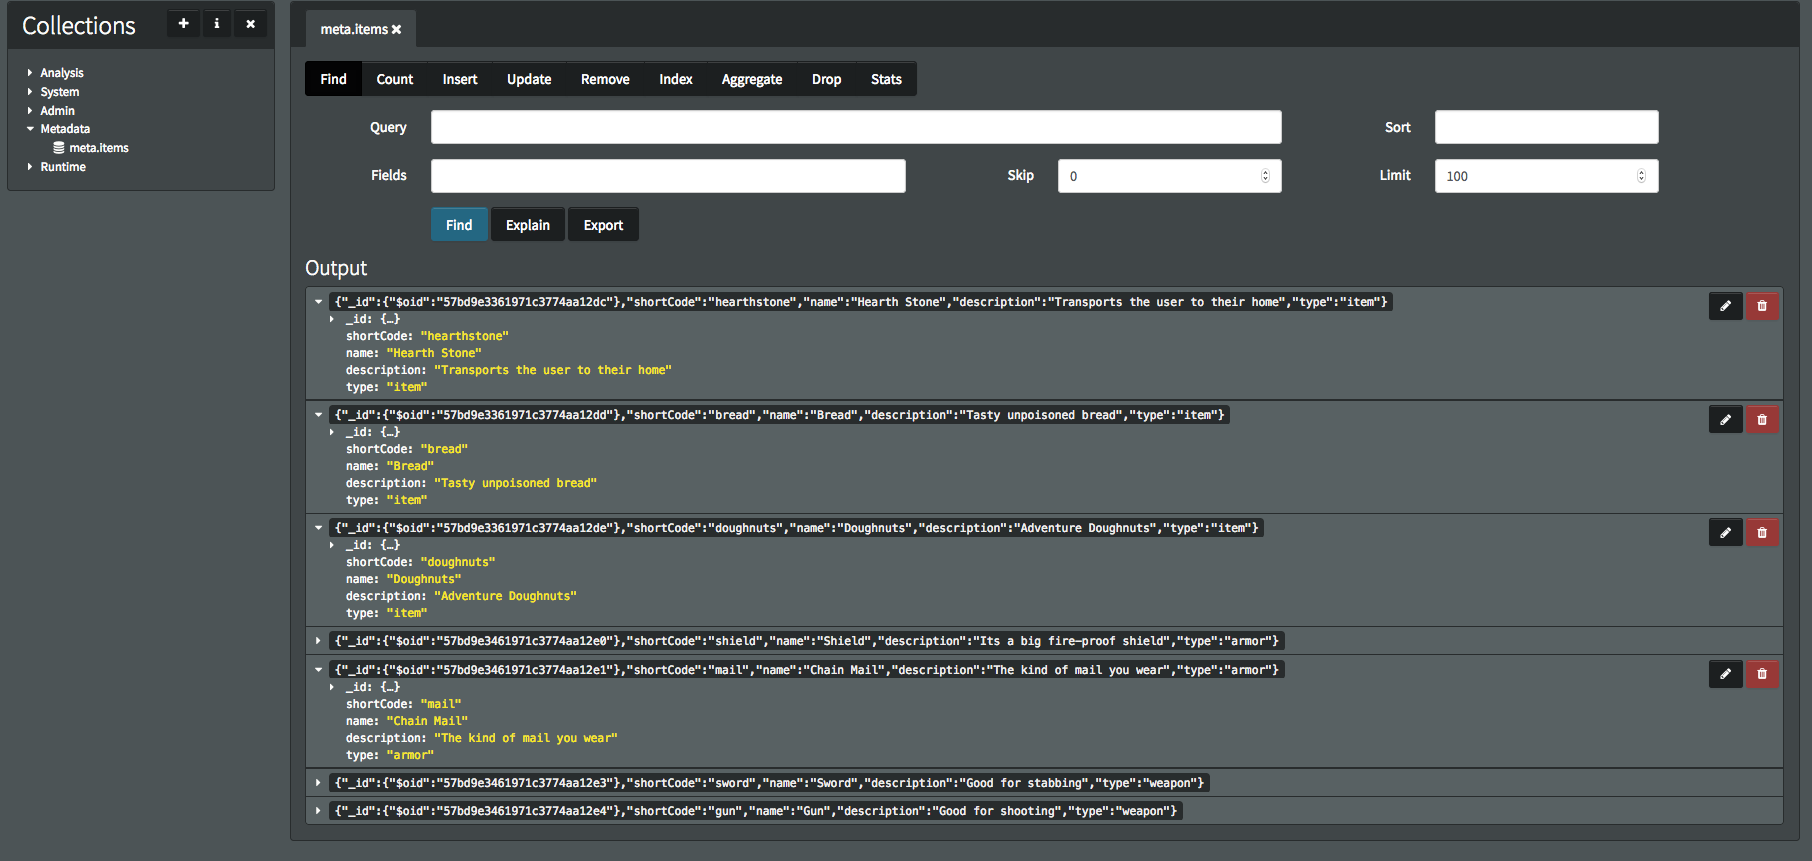 Collections
Analysis
System
Admin
Metadata
meta.items
Runtime
meta.items
Find Count Insert Update Remove Index Aggregate Drop Stats
Query Sort
Fields Skip 0 Limit 100
Find Explain Export
Output
{"_id":{"$oid":"57bd9e3361971c3774aa12dc"},"shortCode":"hearthstone","name":"Hearth Stone","description":"Transports the user to their home","type":"item"}
_id: {…}
shortCode: "hearthstone"
name: "Hearth Stone"
description: "Transports the user to their home"
type: "item"
{"_id":{"$oid":"57bd9e3361971c3774aa12dd"},"shortCode":"bread","name":"Bread","description":"Tasty unpoisoned bread","type":"item"}
_id: {…}
shortCode: "bread"
name: "Bread"
description: "Tasty unpoisoned bread"
type: "item"
{"_id":{"$oid":"57bd9e3361971c3774aa12de"},"shortCode":"doughnuts","name":"Doughnuts","description":"Adventure Doughnuts","type":"item"}
_id: {…}
shortCode: "doughnuts"
name: "Doughnuts"
description: "Adventure Doughnuts"
type: "item"
{"_id":{"$oid":"57bd9e3461971c3774aa12e0"},"shortCode":"shield","name":"Shield","description":"Its a big fire-proof shield","type":"armor"}
{"_id":{"$oid":"57bd9e3461971c3774aa12e1"},"shortCode":"mail","name":"Chain Mail","description":"The kind of mail you wear","type":"armor"}
_id: {…}
shortCode: "mail"
name: "Chain Mail"
description: "The kind of mail you wear"
type: "armor"
{"_id":{"$oid":"57bd9e3461971c3774aa12e3"},"shortCode":"sword","name":"Sword","description":"Good for stabbing","type":"weapon"}
{"_id":{"$oid":"57bd9e3461971c3774aa12e4"},"shortCode":"gun","name":"Gun","description":"Good for shooting","type":"weapon"}